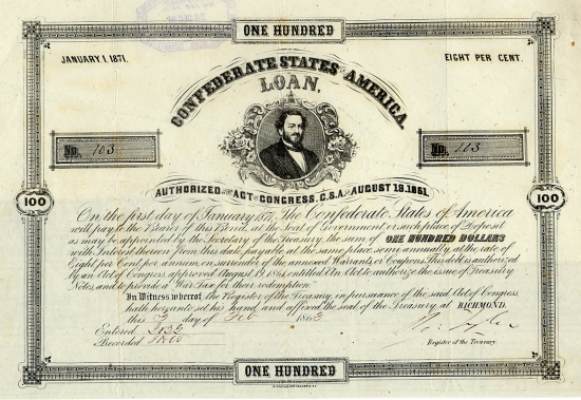 ONE HUNDRED
JANUARY 1, 1871.
EIGHT PER CENT.
CONFEDERATE STATES OF AMERICA.
LOAN,
No. 103
No. 103
AUTHORIZED BY ACT OF CONGRESS, C.S.A. OF AUGUST 19, 1861.
100
100
On the first day of January 1871, The Confederate States of America
will pay to the Bearer of this Bond, at the Seat of Government or such place of Deposit
as may be appointed by the Secretary of the Treasury, the sum of ONE HUNDRED DOLLARS
with Interest thereon from this date, payable at the same place, semi annually, at the rate of
Eight per Cent per annum, on surrender of the annexed Warrants, or Coupons. This debt is authorized
by an Act of Congress, approved August 19, 1861, entitled An Act to authorize the issue of Treasury
Notes, and to provide a War Tax for their redemption.
In Witness whereof, the Register of the Treasury, in pursuance of the said Act of Congress
hath hereunto set his hand, and affixed the seal of the Treasury, at RICHMOND,
this day of Feb 1863
Entered
Recorded
Register of the Treasury
ONE HUNDRED